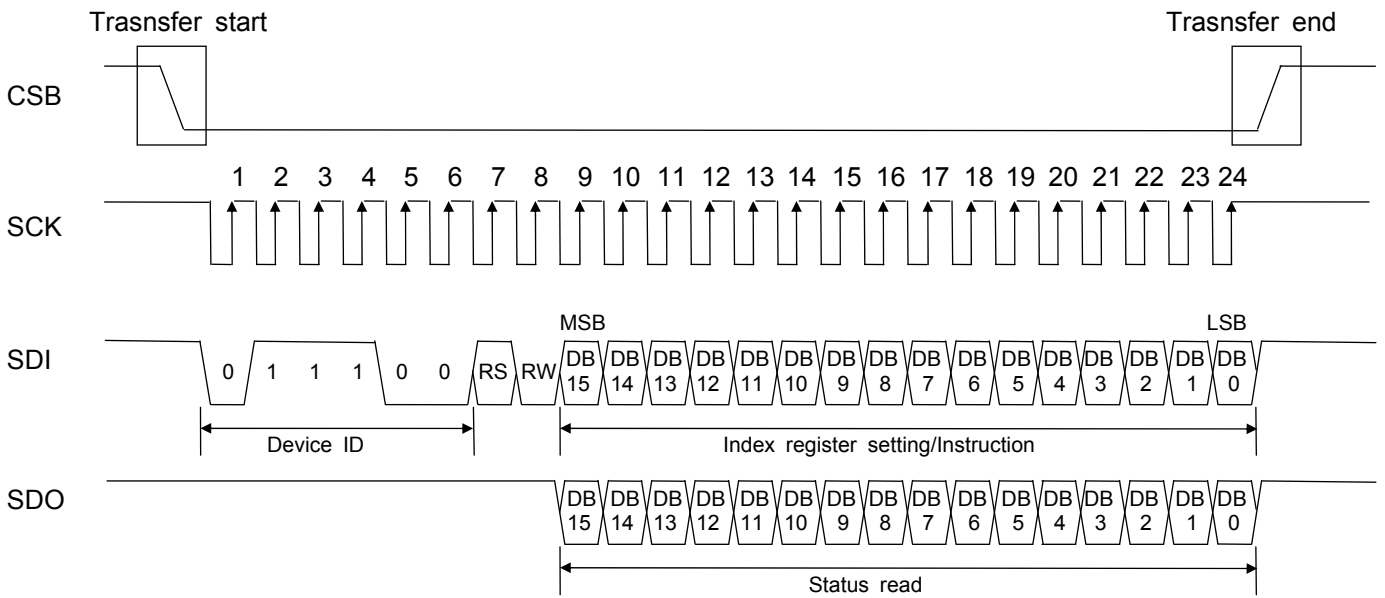 Trasnsfer start Trasnsfer end
CSB
1 2 3 4 5 6 7 8 9 10 11 12 13 14 15 16 17 18 19 20 21 22 23 24
SCK
MSB LSB
SDI 0 1 1 1 0 0 RS RW DB 15 DB 14 DB 13 DB 12 DB 11 DB 10 DB 9 DB 8 DB 7 DB 6 DB 5 DB 4 DB 3 DB 2 DB 1 DB 0
Device ID Index register setting/Instruction
SDO DB 15 DB 14 DB 13 DB 12 DB 11 DB 10 DB 9 DB 8 DB 7 DB 6 DB 5 DB 4 DB 3 DB 2 DB 1 DB 0
Status read